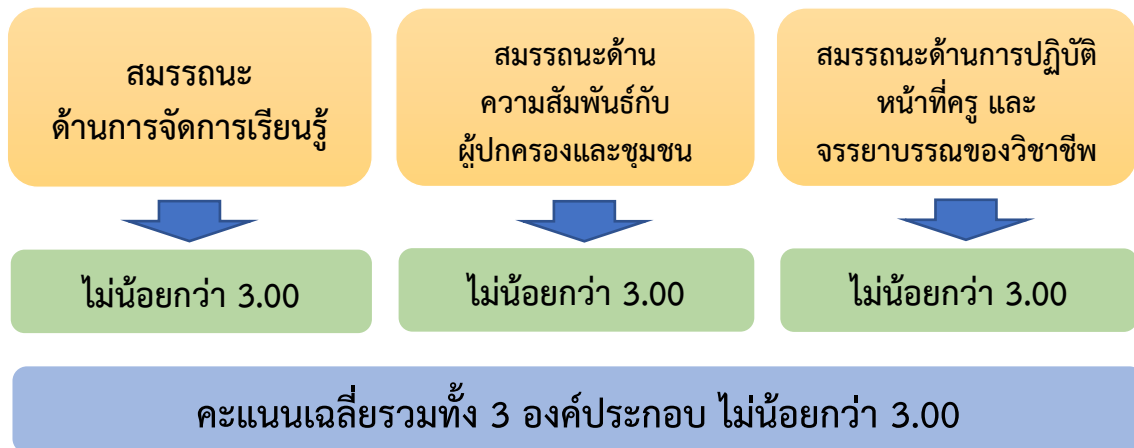 สมรรถนะ
ด้านการจัดการเรียนรู้
สมรรถนะด้าน
ความสัมพันธ์กับ
ผู้ปกครองและชุมชน
สมรรถนะด้านการปฏิบัติ
หน้าที่ครู และ
จรรยาบรรณของวิชาชีพ
ไม่น้อยกว่า 3.00
ไม่น้อยกว่า 3.00
ไม่น้อยกว่า 3.00
คะแนนเฉลี่ยรวมทั้ง 3 องค์ประกอบ ไม่น้อยกว่า 3.00